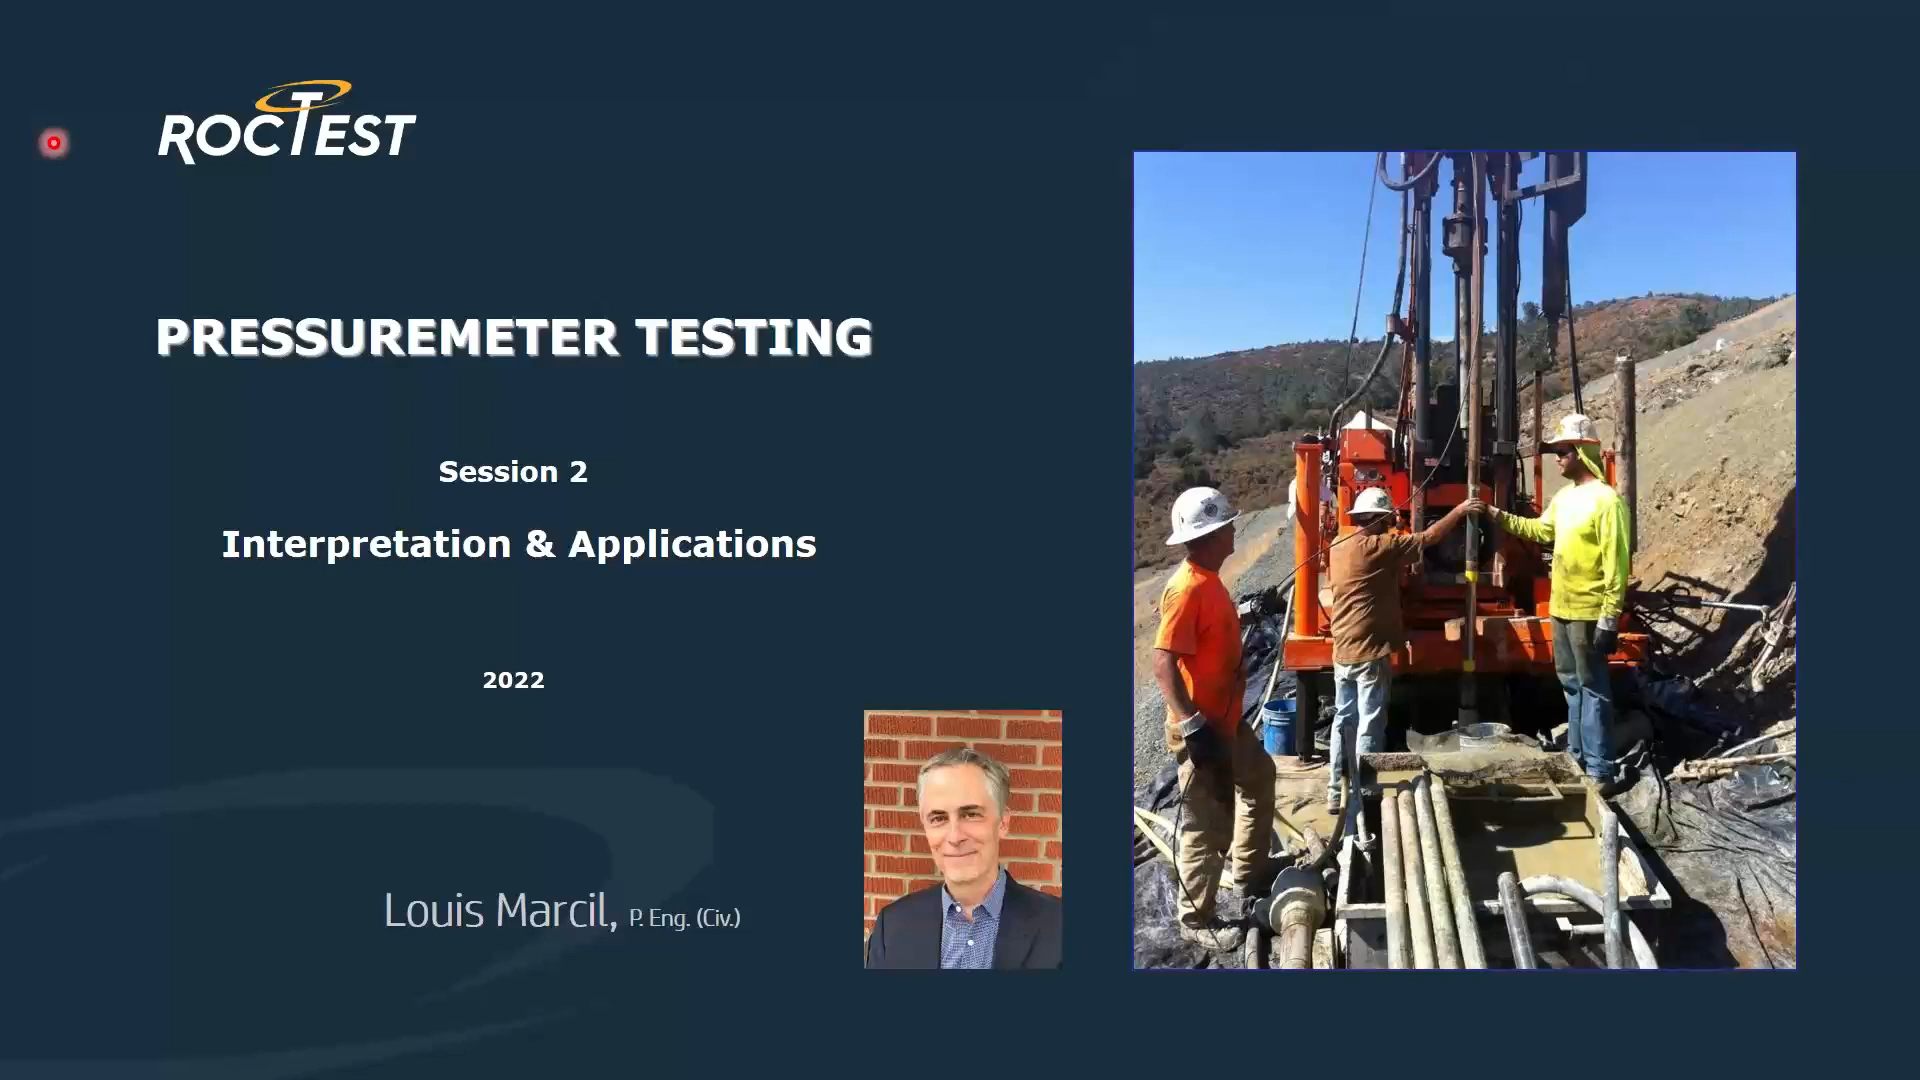 ROCTEST
PRESSUREMETER TESTING
Session 2
Interpretation & Applications
2022
Louis Marcil, P. Eng. (Civ.)